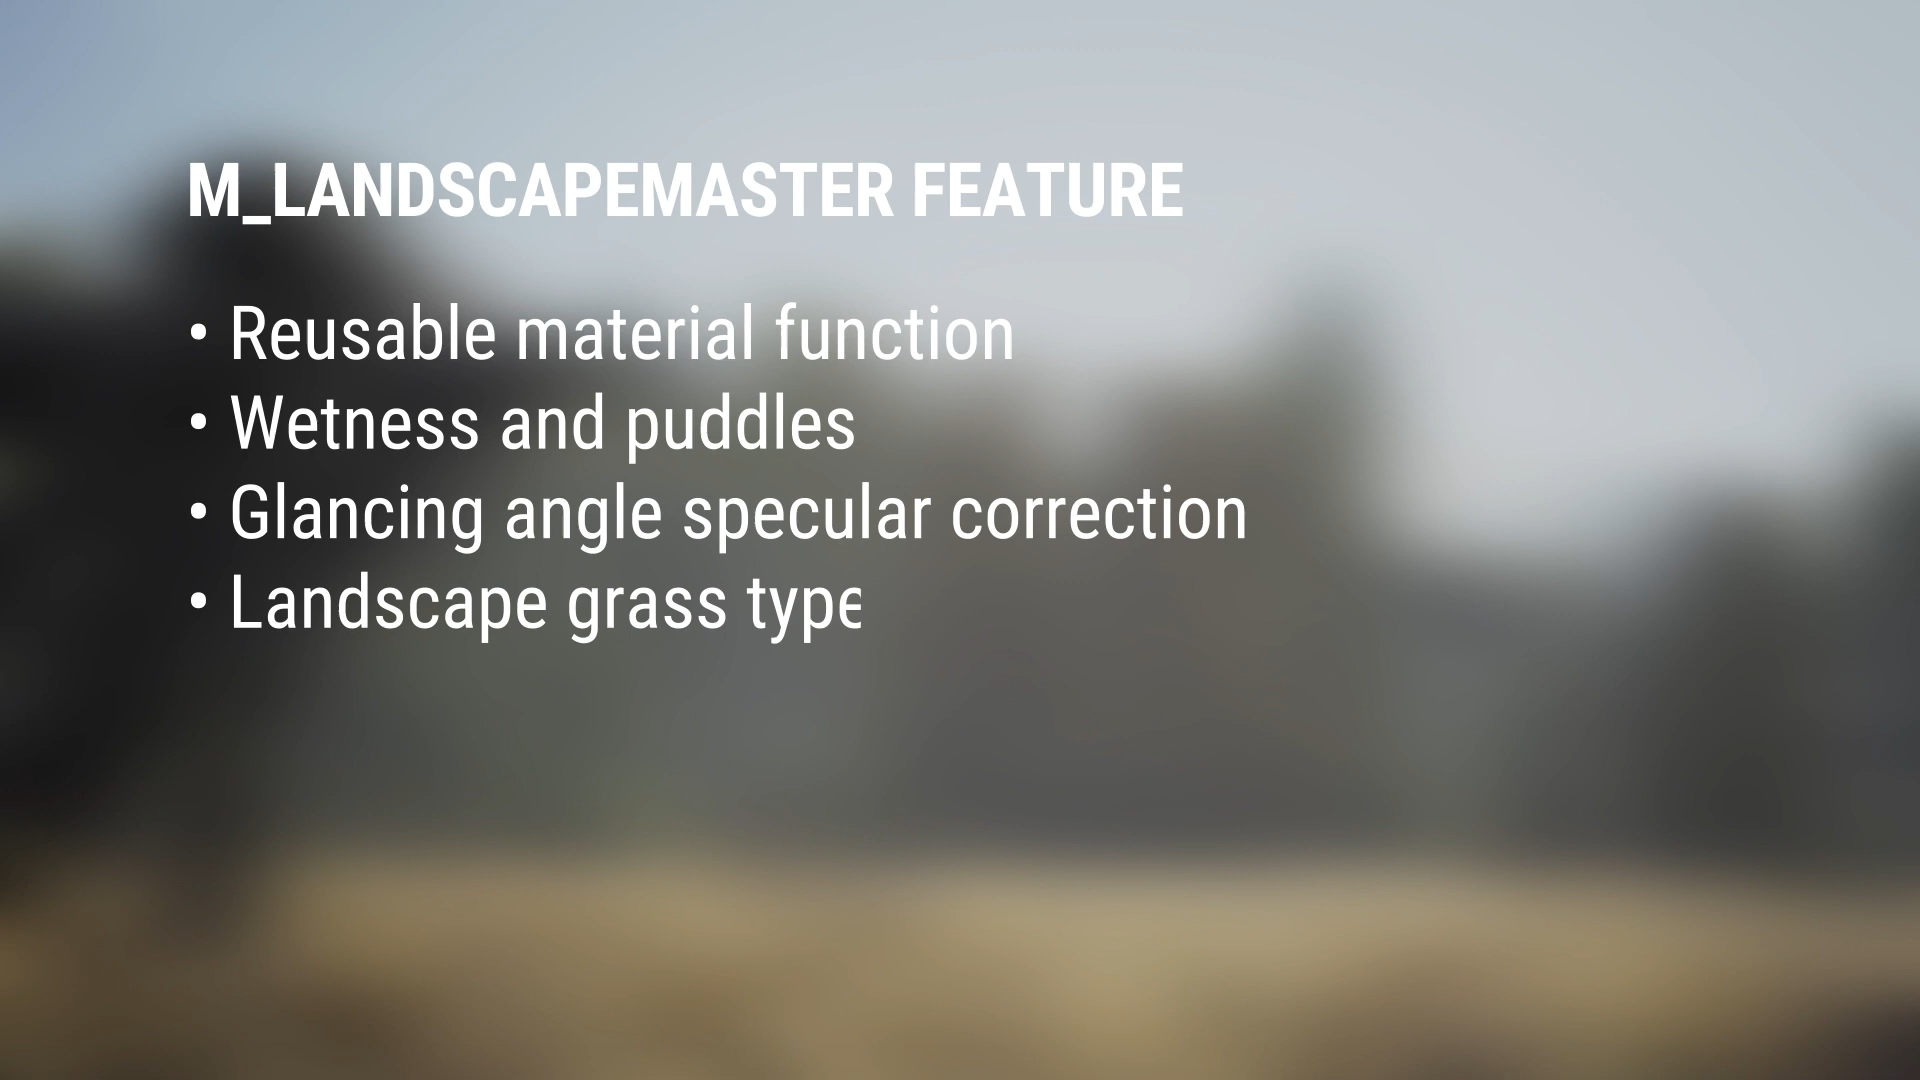 M_LANDSCAPEMASTER FEATURE
• Reusable material function
• Wetness and puddles
• Glancing angle specular correction
• Landscape grass type